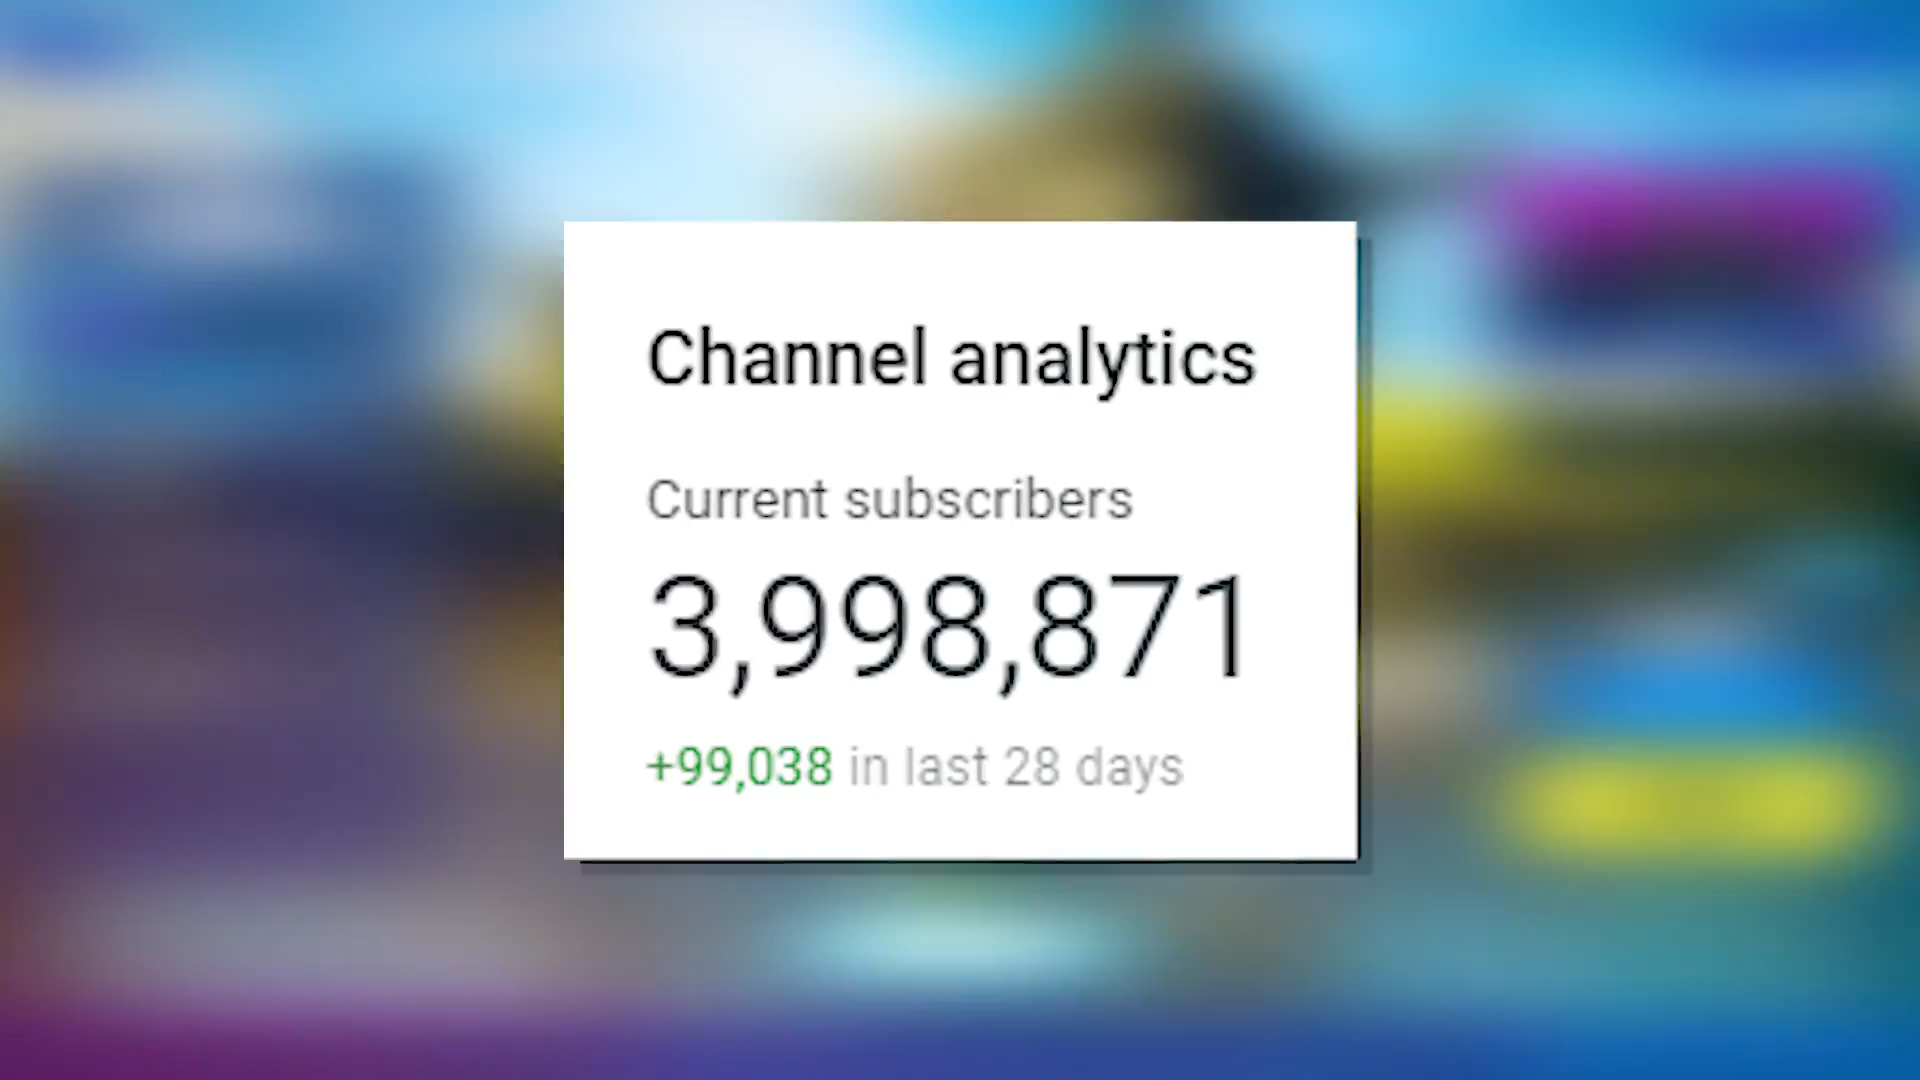 Channel analytics
Current subscribers
3,998,871
+99,038 in last 28 days